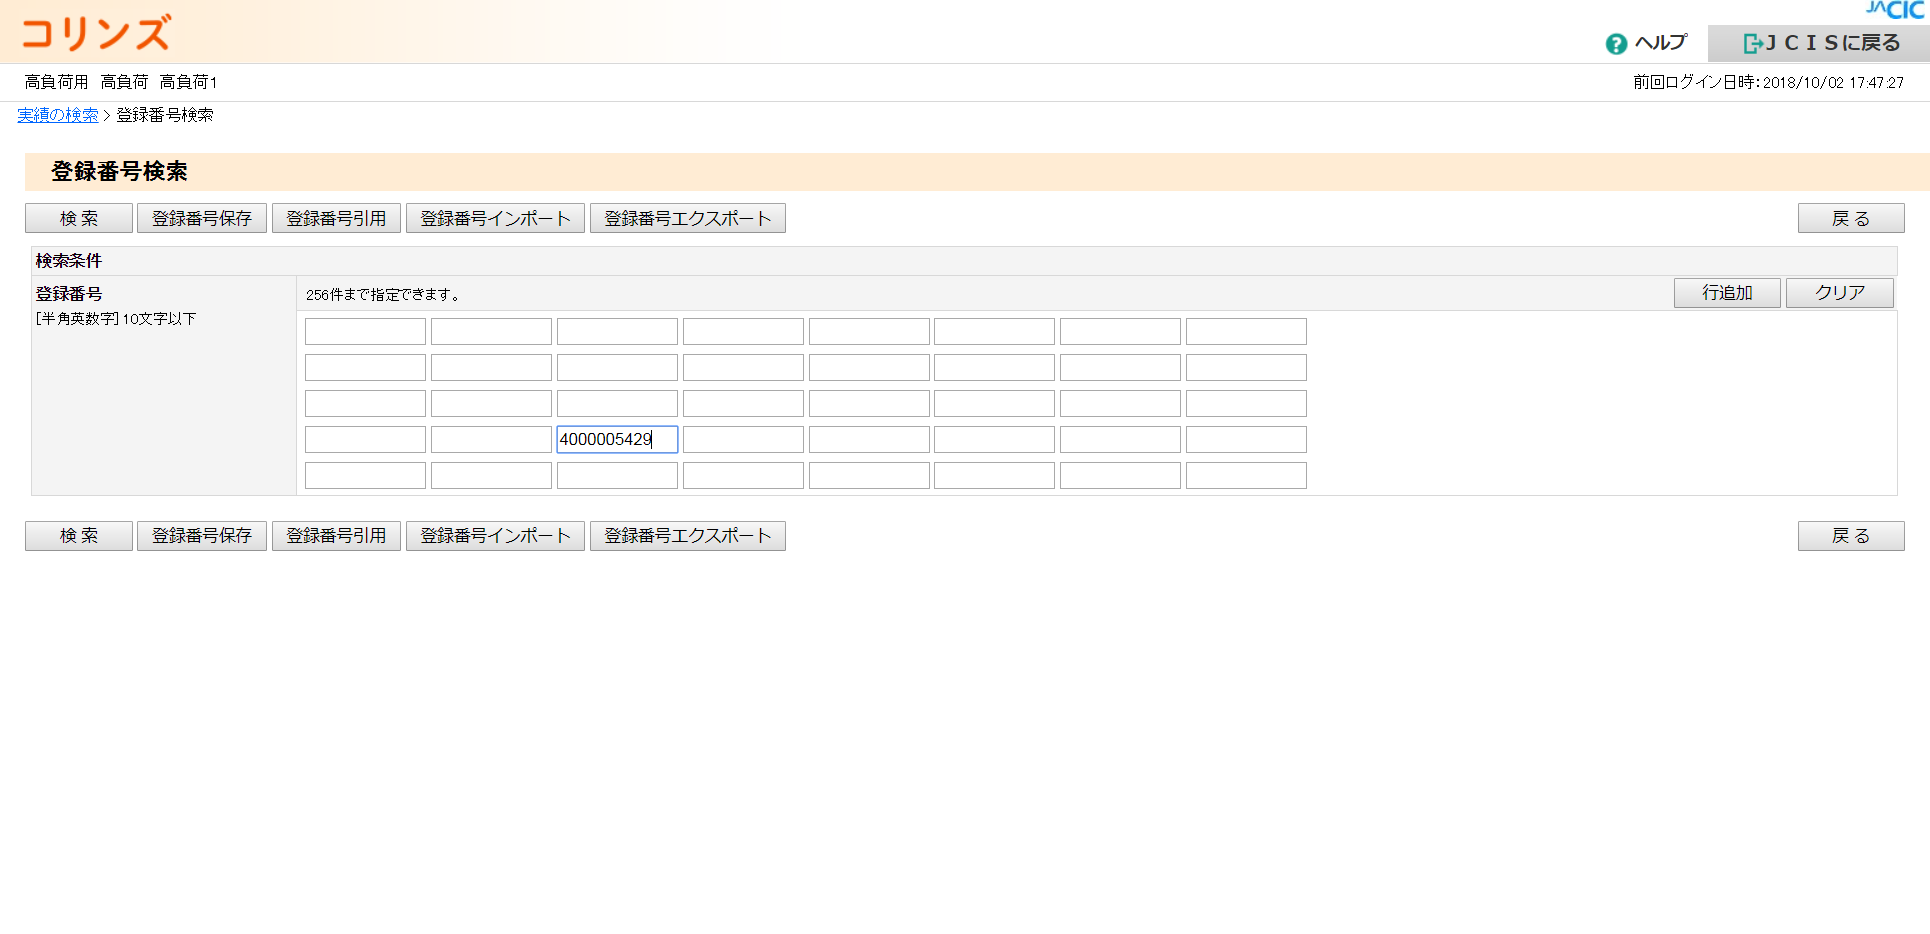 JACIC
コリンズ
? ヘルプ
ＪＣＩＳに戻る
高負荷用 高負荷 高負荷1
前回ログイン日時：2018/10/02 17:47:27
実績の検索 > 登録番号検索
登録番号検索
検 索 登録番号保存 登録番号引用 登録番号インポート 登録番号エクスポート 戻 る
検索条件
登録番号
[半角英数字] 10文字以下
256件まで指定できます。
行追加 クリア
4000005429
検 索 登録番号保存 登録番号引用 登録番号インポート 登録番号エクスポート 戻 る